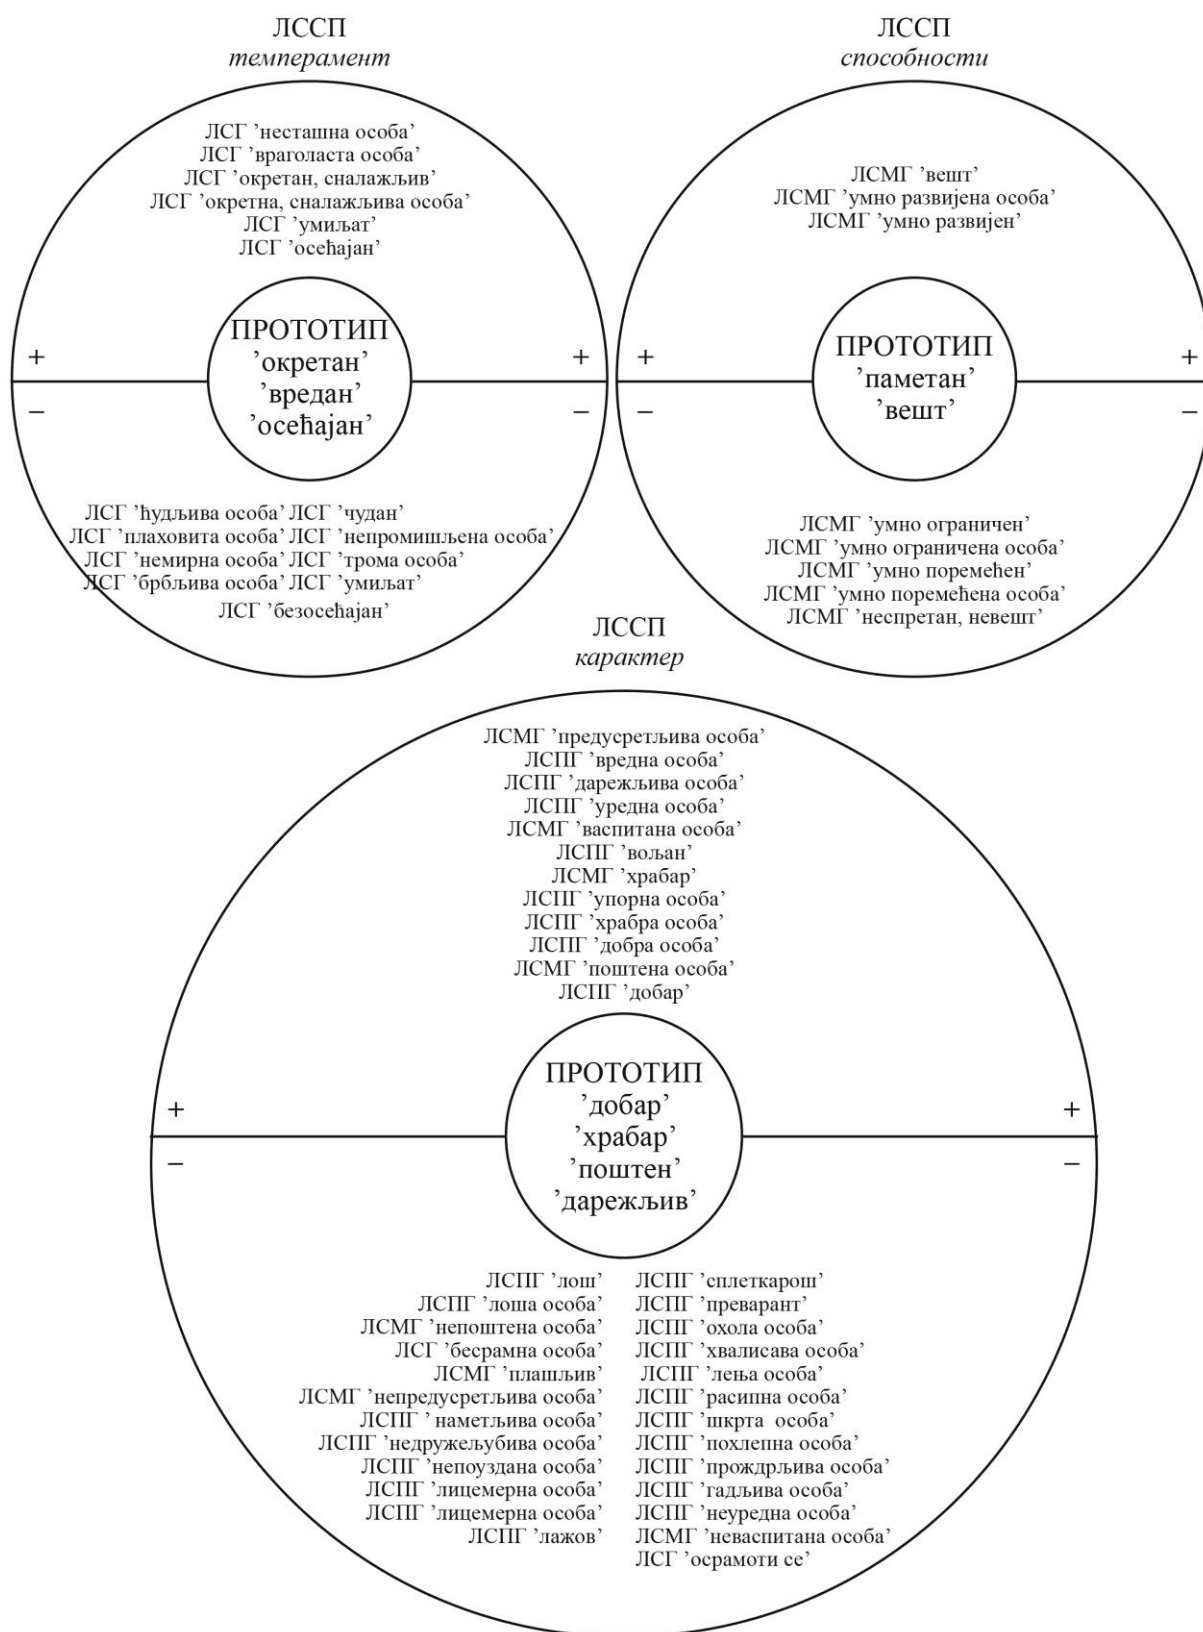 ЛССП
темперамент
ЛСГ ’несташна особа’
ЛСГ ’враголаста особа’
ЛСГ ’окретан, сналажљив’
ЛСГ ’окретна, сналажљива особа’
ЛСГ ’умиљат’
ЛСГ ’осећајан’
+ +
ПРОТОТИП
’окретан’
’вредан’
’осећајан’
– –
ЛСГ ’ћудљива особа’ ЛСГ ’чудан’
ЛСГ ’плаховита особа’ ЛСГ ’непромишљена особа’
ЛСГ ’немирна особа’ ЛСГ ’трома особа’
ЛСГ ’брбљива особа’ ЛСГ ’умиљат’
ЛСГ ’безосећајан’
ЛССП
способности
ЛСМГ ’вешт’
ЛСМГ ’умно развијена особа’
ЛСМГ ’умно развијен’
+ +
ПРОТОТИП
’паметан’
’вешт’
– –
ЛСМГ ’умно ограничен’
ЛСМГ ’умно ограничена особа’
ЛСМГ ’умно поремећен’
ЛСМГ ’умно поремећена особа’
ЛСМГ ’неспретан, невешт’
ЛССП
карактер
ЛСМГ ’предусретљива особа’
ЛСПГ ’вредна особа’
ЛСПГ ’дарежљива особа’
ЛСПГ ’уредна особа’
ЛСМГ ’васпитана особа’
ЛСПГ ’вољан’
ЛСМГ ’храбар’
ЛСПГ ’упорна особа’
ЛСПГ ’храбра особа’
ЛСПГ ’добра особа’
ЛСМГ ’поштена особа’
ЛСПГ ’добар’
+ +
ПРОТОТИП
’добар’
’храбар’
’поштен’
’дарежљив’
– –
ЛСПГ ’лош’
ЛСПГ ’лоша особа’
ЛСМГ ’непоштена особа’
ЛСГ ’бесрамна особа’
ЛСМГ ’плашљив’
ЛСМГ ’непредусретљива особа’
ЛСПГ ’ наметљива особа’
ЛСПГ ’недружељубива особа’
ЛСПГ ’непоуздана особа’
ЛСПГ ’лицемерна особа’
ЛСПГ ’лицемерна особа’
ЛСПГ ’лажов’
ЛСПГ ’сплеткарош’
ЛСПГ ’преварант’
ЛСПГ ’охола особа’
ЛСПГ ’хвалисава особа’
ЛСПГ ’лења особа’
ЛСПГ ’расипна особа’
ЛСПГ ’шкрта особа’
ЛСПГ ’похлепна особа’
ЛСПГ ’прождрљива особа’
ЛСПГ ’гадљива особа’
ЛСПГ ’неуредна особа’
ЛСМГ ’неваспитана особа’
ЛСГ ’осрамоти се’